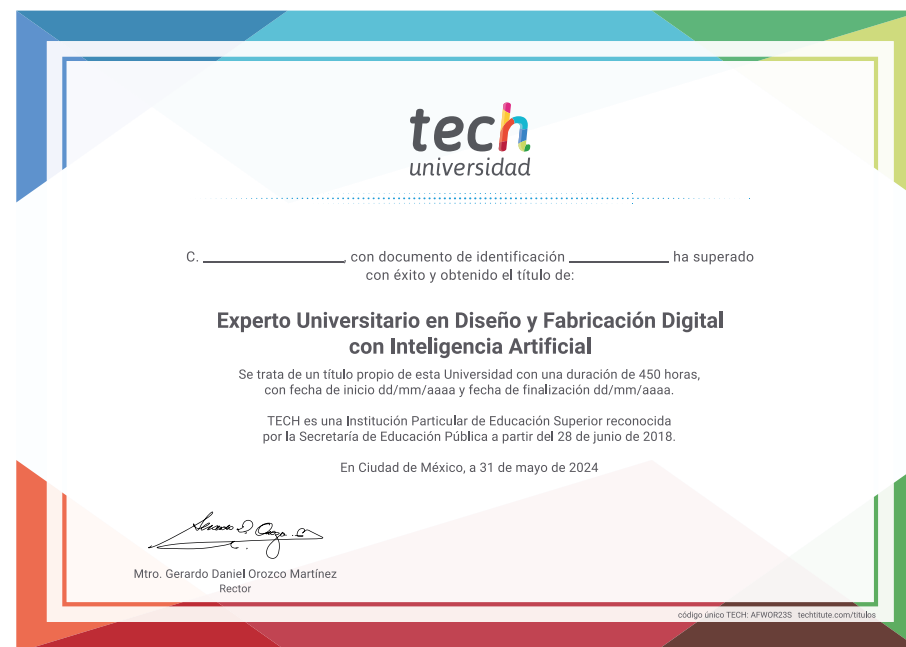 tech
universidad
C. ________, con documento de identificación ________ ha superado
con éxito y obtenido el título de:
Experto Universitario en Diseño y Fabricación Digital
con Inteligencia Artificial
Se trata de un título propio de esta Universidad con una duración de 450 horas,
con fecha de inicio dd/mm/aaaa y fecha de finalización dd/mm/aaaa.
TECH es una Institución Particular de Educación Superior reconocida
por la Secretaría de Educación Pública a partir del 28 de junio de 2018.
En Ciudad de México, a 31 de mayo de 2024
Mtro. Gerardo Daniel Orozco Martínez
Rector
código único TECH: AFWOR23S techtitute.com/titulos